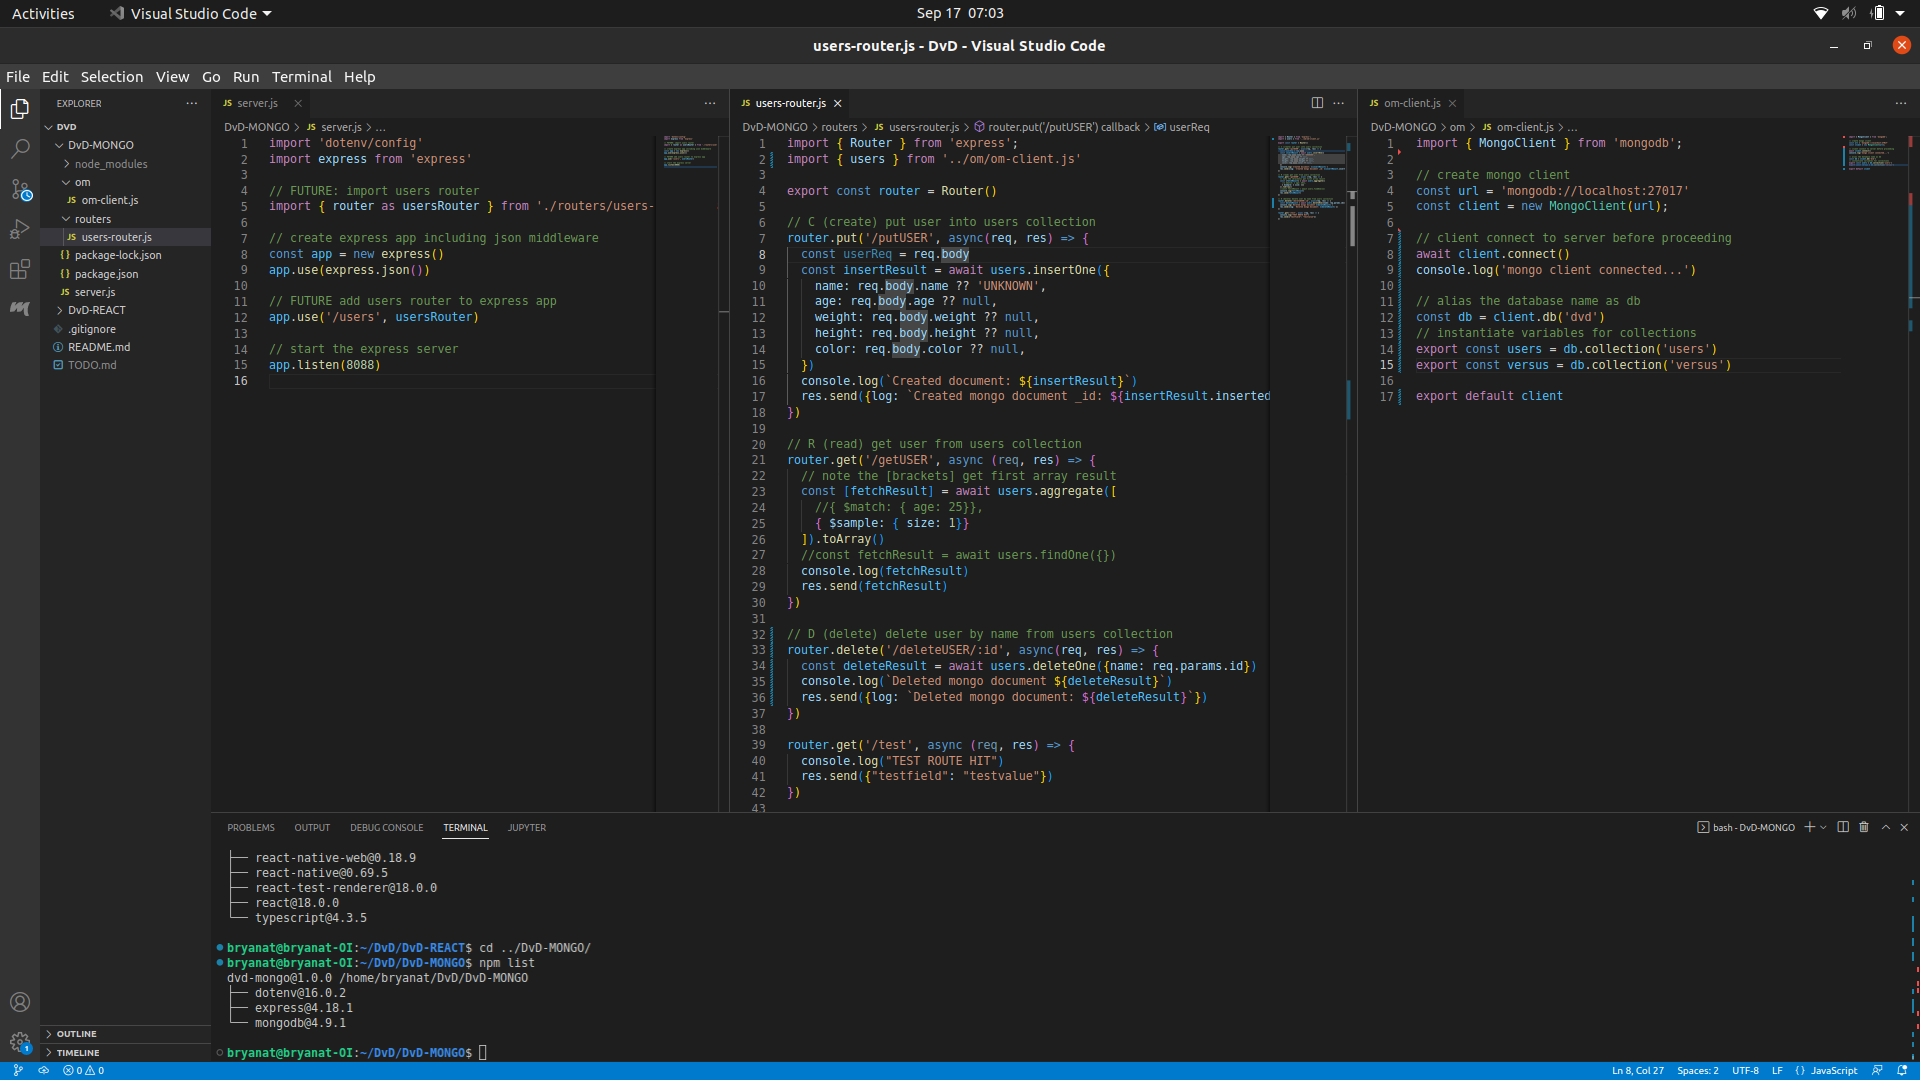 Activities
Visual Studio Code
Sep 17 07:03
users-router.js - DvD - Visual Studio Code
File Edit Selection View Go Run Terminal Help
EXPLORER
DVD
DvD-MONGO
node_modules
om
JS om-client.js
routers
JS users-router.js
{ } package-lock.json
{ } package.json
JS server.js
DvD-REACT
.gitignore
README.md
TODO.md
OUTLINE
TIMELINE
JS server.js
DvD-MONGO > JS server.js > ...
1 import 'dotenv/config'
2 import express from 'express'
3
4 // FUTURE: import users router
5 import { router as usersRouter } from './routers/users-
6
7 // create express app including json middleware
8 const app = new express()
9 app.use(express.json())
10
11 // FUTURE add users router to express app
12 app.use('/users', usersRouter)
13
14 // start the express server
15 app.listen(8088)
16
JS users-router.js
DvD-MONGO > routers > JS users-router.js > router.put('/putUSER') callback > userReq
1 import { Router } from 'express';
2 import { users } from '../om/om-client.js'
3
4 export const router = Router()
5
6 // C (create) put user into users collection
7 router.put('/putUSER', async(req, res) => {
8 const userReq = req.body
9 const insertResult = await users.insertOne({
10 name: req.body.name ?? 'UNKNOWN',
11 age: req.body.age ?? null,
12 weight: req.body.weight ?? null,
13 height: req.body.height ?? null,
14 color: req.body.color ?? null,
15 })
16 console.log(`Created document: ${insertResult}`)
17 res.send({log: `Created mongo document _id: ${insertResult.inserted
18 })
19
20 // R (read) get user from users collection
21 router.get('/getUSER', async (req, res) => {
22 // note the [brackets] get first array result
23 const [fetchResult] = await users.aggregate([
24 //{ $match: { age: 25}},
25 { $sample: { size: 1}}
26 ]).toArray()
27 //const fetchResult = await users.findOne({})
28 console.log(fetchResult)
29 res.send(fetchResult)
30 })
31
32 // D (delete) delete user by name from users collection
33 router.delete('/deleteUSER/:id', async(req, res) => {
34 const deleteResult = await users.deleteOne({name: req.params.id})
35 console.log(`Deleted mongo document ${deleteResult}`)
36 res.send({log: `Deleted mongo document: ${deleteResult}`})
37 })
38
39 router.get('/test', async (req, res) => {
40 console.log("TEST ROUTE HIT")
41 res.send({"testfield": "testvalue"})
42 })
43
JS om-client.js
DvD-MONGO > om > JS om-client.js > ...
1 import { MongoClient } from 'mongodb';
2
3 // create mongo client
4 const url = 'mongodb://localhost:27017'
5 const client = new MongoClient(url);
6
7 // client connect to server before proceeding
8 await client.connect()
9 console.log('mongo client connected...')
10
11 // alias the database name as db
12 const db = client.db('dvd')
13 // instantiate variables for collections
14 export const users = db.collection('users')
15 export const versus = db.collection('versus')
16
17 export default client
PROBLEMS OUTPUT DEBUG CONSOLE TERMINAL JUPYTER
bash - DvD-MONGO
├── react-native-web@0.18.9
├── react-native@0.69.5
├── react-test-renderer@18.0.0
├── react@18.0.0
└── typescript@4.3.5
bryanat@bryanat-OI:~/DvD/DvD-REACT$ cd ../DvD-MONGO/
bryanat@bryanat-OI:~/DvD/DvD-MONGO$ npm list
dvd-mongo@1.0.0 /home/bryanat/DvD/DvD-MONGO
├── dotenv@16.0.2
├── express@4.18.1
└── mongodb@4.9.1
bryanat@bryanat-OI:~/DvD/DvD-MONGO$
1
0 0
Ln 8, Col 27 Spaces: 2 UTF-8 LF { } JavaScript